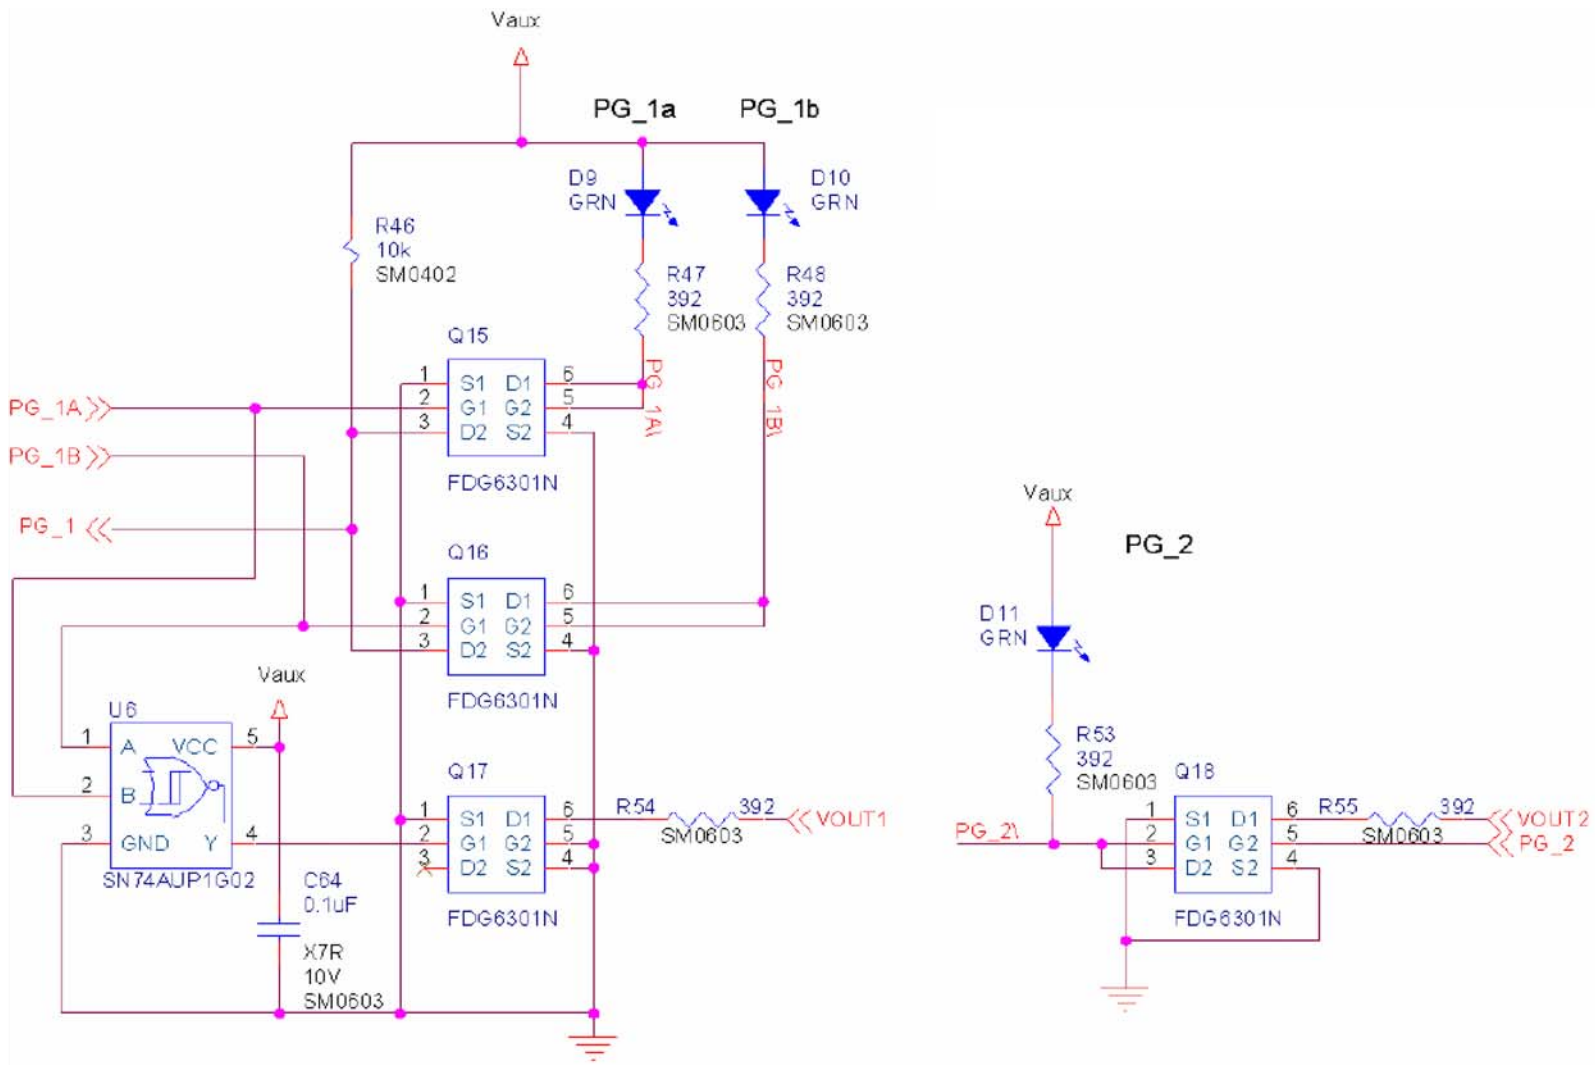 Vaux
PG_1a PG_1b
D9
GRN
D10
GRN
R46
10k
SM0402
R47
392
SM0603
R48
392
SM0603
PG_1A\
PG_1B\
Q15
1 S1 D1 6
2 G1 G2 5
3 D2 S2 4
FDG6301N
PG_1A
PG_1B
PG_1
Q16
1 S1 D1 6
2 G1 G2 5
3 D2 S2 4
FDG6301N
Vaux
U6
1 A VCC 5
2 B
3 GND Y 4
SN74AUP1G02
C64
0.1uF
X7R
10V
SM0603
Q17
1 S1 D1 6
2 G1 G2 5
3 D2 S2 4
FDG6301N
R54 392
SM0603
VOUT1
Vaux
PG_2
D11
GRN
R53
392
SM0603
PG_2\
Q18
1 S1 D1 6
2 G1 G2 5
3 D2 S2 4
FDG6301N
R55 392
SM0603
VOUT2
PG_2